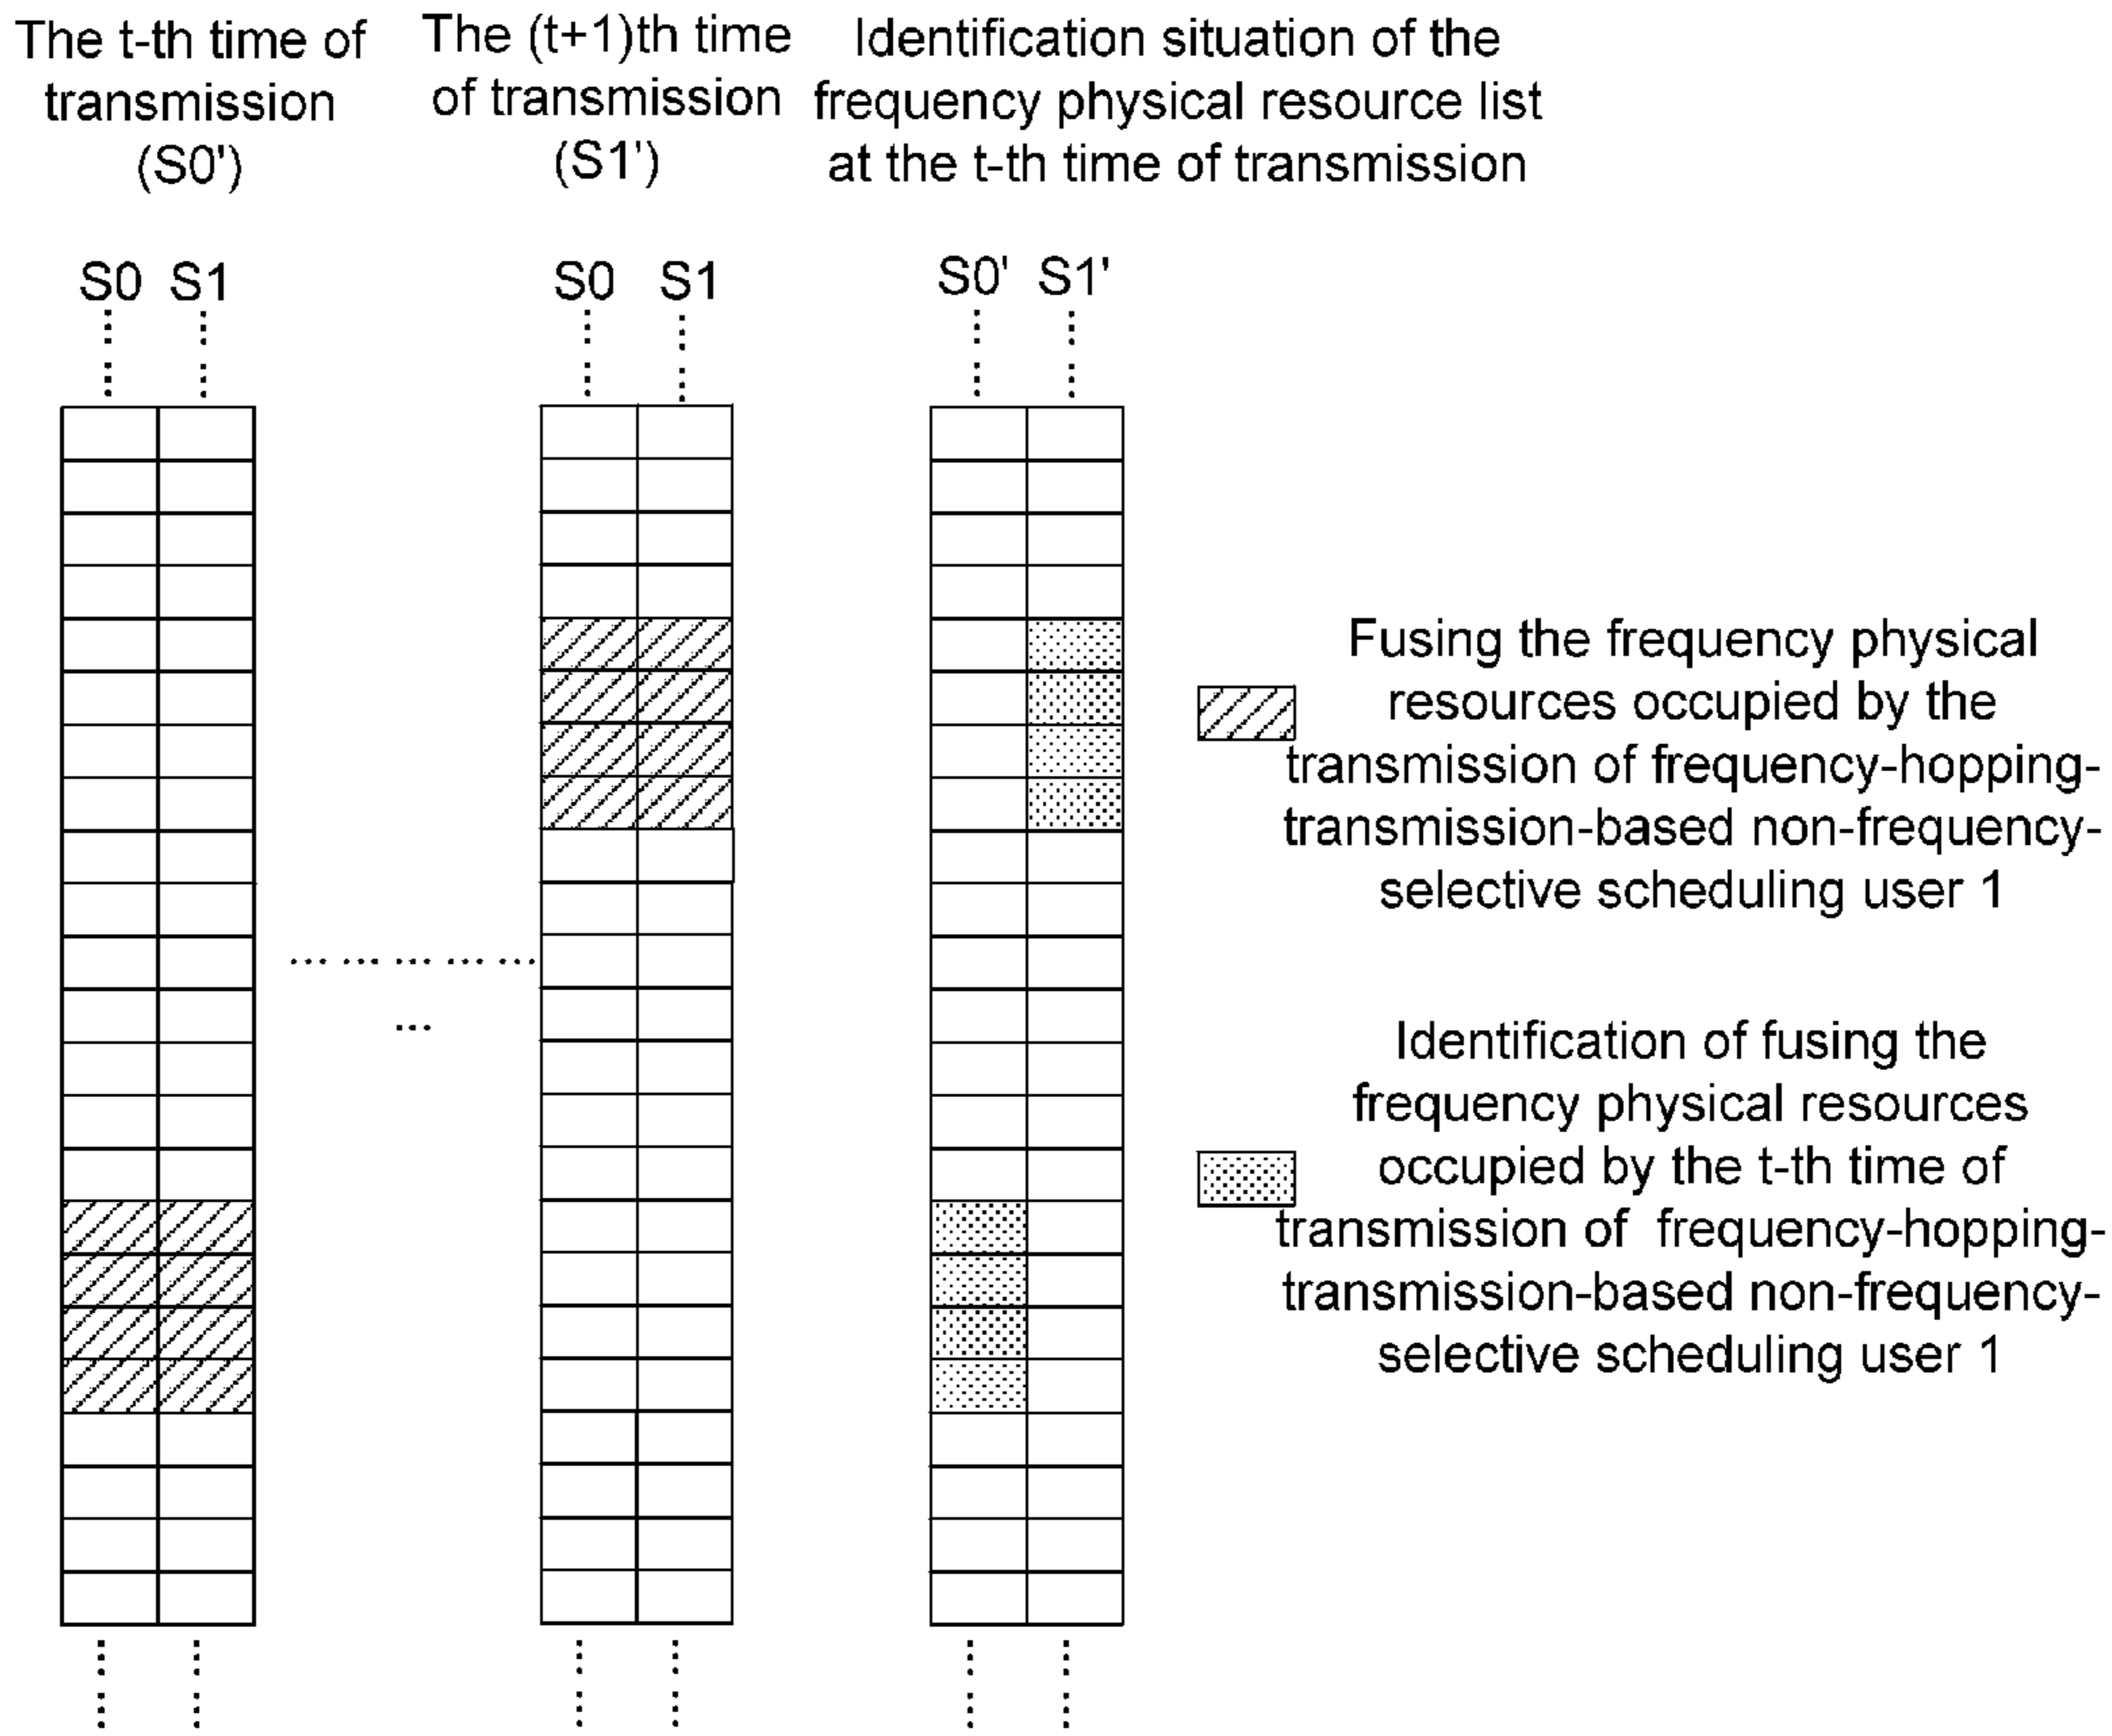 The t-th time of
transmission
(S0')
The (t+1)th time
of transmission
(S1')
Identification situation of the
frequency physical resource list
at the t-th time of transmission
S0 S1
S0 S1
S0' S1'
Fusing the frequency physical
resources occupied by the
transmission of frequency-hopping-
transmission-based non-frequency-
selective scheduling user 1
Identification of fusing the
frequency physical resources
occupied by the t-th time of
transmission of frequency-hopping-
transmission-based non-frequency-
selective scheduling user 1